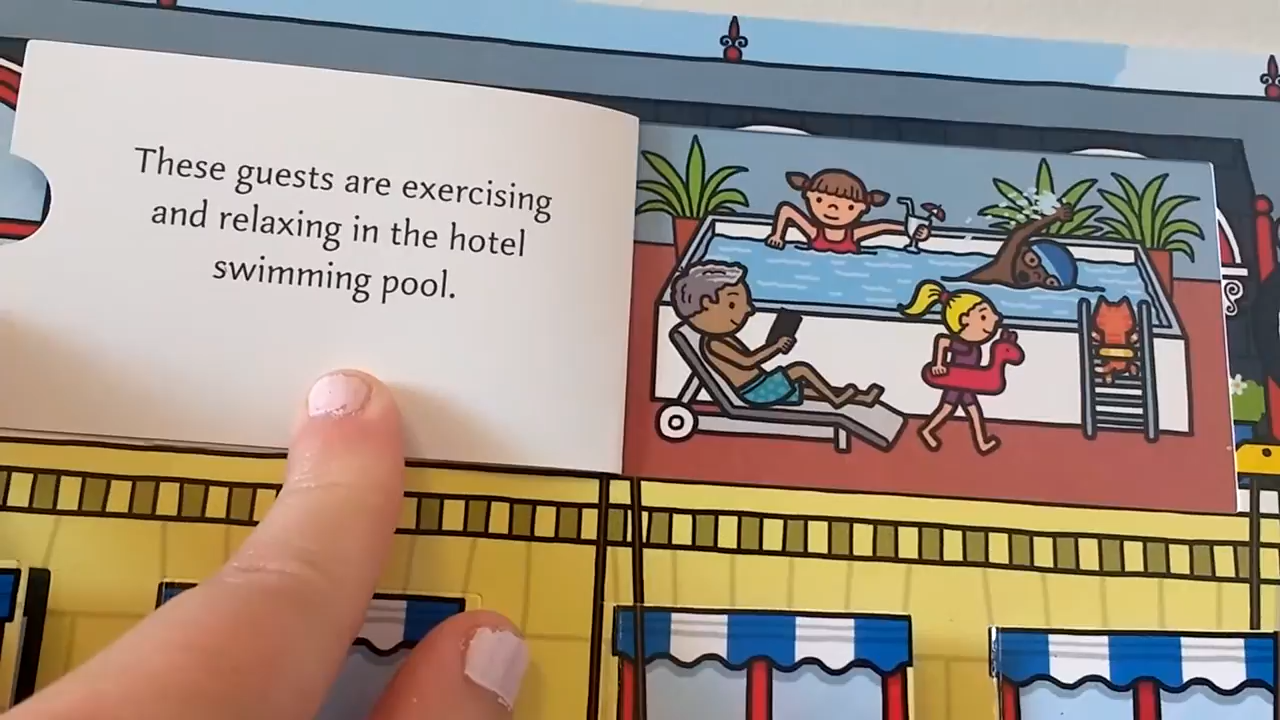 These guests are exercising
and relaxing in the hotel
swimming pool.